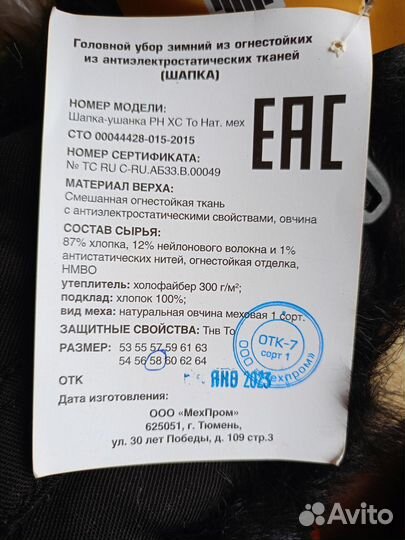 Головной убор зимний из огнестойких
из антиэлектростатических тканей
(ШАПКА)
НОМЕР МОДЕЛИ:
Шапка-ушанка РН ХС То Нат. мех
СТО 00044428-015-2015
НОМЕР СЕРТИФИКАТА:
№ ТС RU С-RU.АБ33.В.00049
МАТЕРИАЛ ВЕРХА:
Смешанная огнестойкая ткань
с антиэлектростатическими свойствами, овчина
СОСТАВ СЫРЬЯ:
87% хлопка, 12% нейлонового волокна и 1%
антистатических нитей, огнестойкая отделка,
НМВО
утеплитель: холофайбер 300 г/м²;
подклад: хлопок 100%;
вид меха: натуральная овчина меховая 1 сорт.
ЗАЩИТНЫЕ СВОЙСТВА: Тнв То
РАЗМЕР: 53 55 57 59 61 63
54 56 58 60 62 64
ОТК
ЯНВ 2023
Дата изготовления:
ООО «МехПром»
625051, г. Тюмень,
ул. 30 лет Победы, д. 109 стр.3
EAC
ОТК-7
сорт 1
ООО «Мехпром»
Avito